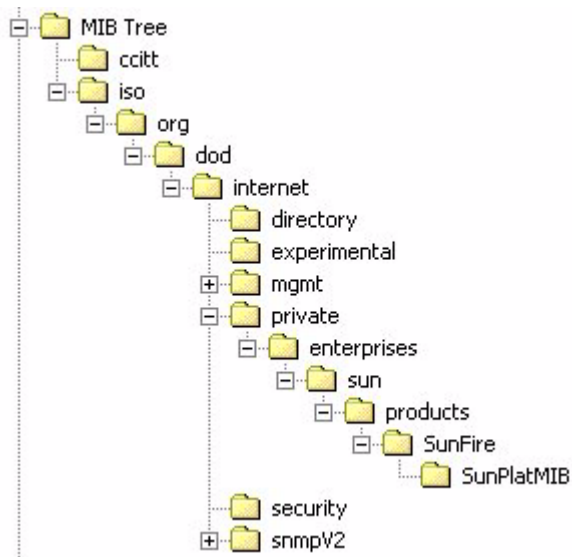 MIB Tree
ccitt
iso
org
dod
internet
directory
experimental
mgmt
private
enterprises
sun
products
SunFire
SunPlatMIB
security
snmpV2